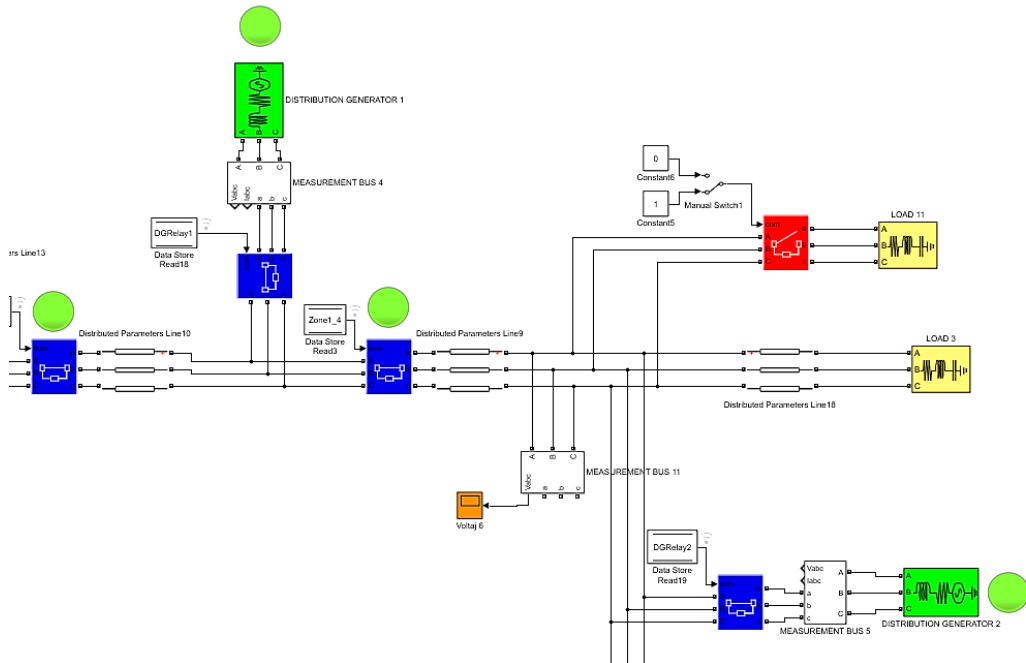 DISTRIBUTION GENERATOR 1
A
B
C
A
B
C
MEASUREMENT BUS 4
Vabc
Iabc
a
b
c
DGRelay1
Data Store
Read18
0
Constant6
1
Constant5
Manual Switch1
com
A
B
C
a
b
c
LOAD 11
A
B
C
ers Line13
Distributed Parameters Line10
Zone1_4
Data Store
Read3
Distributed Parameters Line9
LOAD 3
A
B
C
Distributed Parameters Line18
A
B
C
MEASUREMENT BUS 11
Vabc
a
b
c
Voltaj 6
DGRelay2
Data Store
Read19
Vabc
Iabc
a
b
c
A
B
C
MEASUREMENT BUS 5
A
B
C
DISTRIBUTION GENERATOR 2